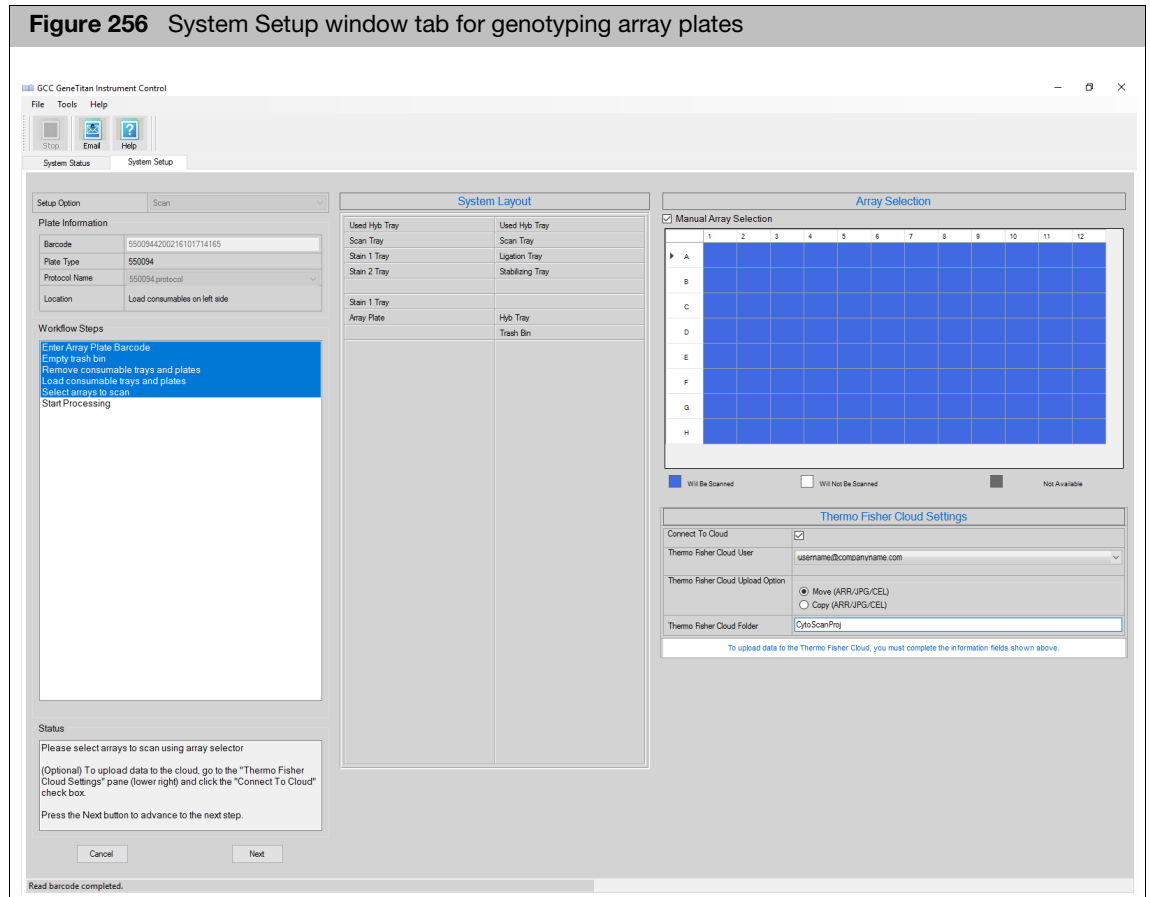 Figure 256 System Setup window tab for genotyping array plates
GCC GeneTitan Instrument Control
File Tools Help
Stop Email Help
System Status System Setup
Setup Option Scan
Plate Information
Barcode 5500944200216101714165
Plate Type 550094
Protocol Name 550094.protocol
Location Load consumables on left side
Workflow Steps
Enter Array Plate Barcode
Empty trash bin
Remove consumable trays and plates
Load consumable trays and plates
Select arrays to scan
Start Processing
Status
Please select arrays to scan using array selector
(Optional) To upload data to the cloud, go to the "Thermo Fisher
Cloud Settings" pane (lower right) and click the "Connect To Cloud"
check box.
Press the Next button to advance to the next step.
Cancel Next
System Layout
Used Hyb Tray Used Hyb Tray
Scan Tray Scan Tray
Stain 1 Tray Ligation Tray
Stain 2 Tray Stabilizing Tray
Stain 1 Tray
Array Plate Hyb Tray
Trash Bin
Array Selection
Manual Array Selection
1 2 3 4 5 6 7 8 9 10 11 12
A
B
C
D
E
F
G
H
Will Be Scanned Will Not Be Scanned Not Available
Thermo Fisher Cloud Settings
Connect To Cloud
Thermo Fisher Cloud User username@companyname.com
Thermo Fisher Cloud Upload Option
Move (ARR/JPG/CEL)
Copy (ARR/JPG/CEL)
Thermo Fisher Cloud Folder CytoScanProj
To upload data to the Thermo Fisher Cloud, you must complete the information fields shown above.
Read barcode completed.